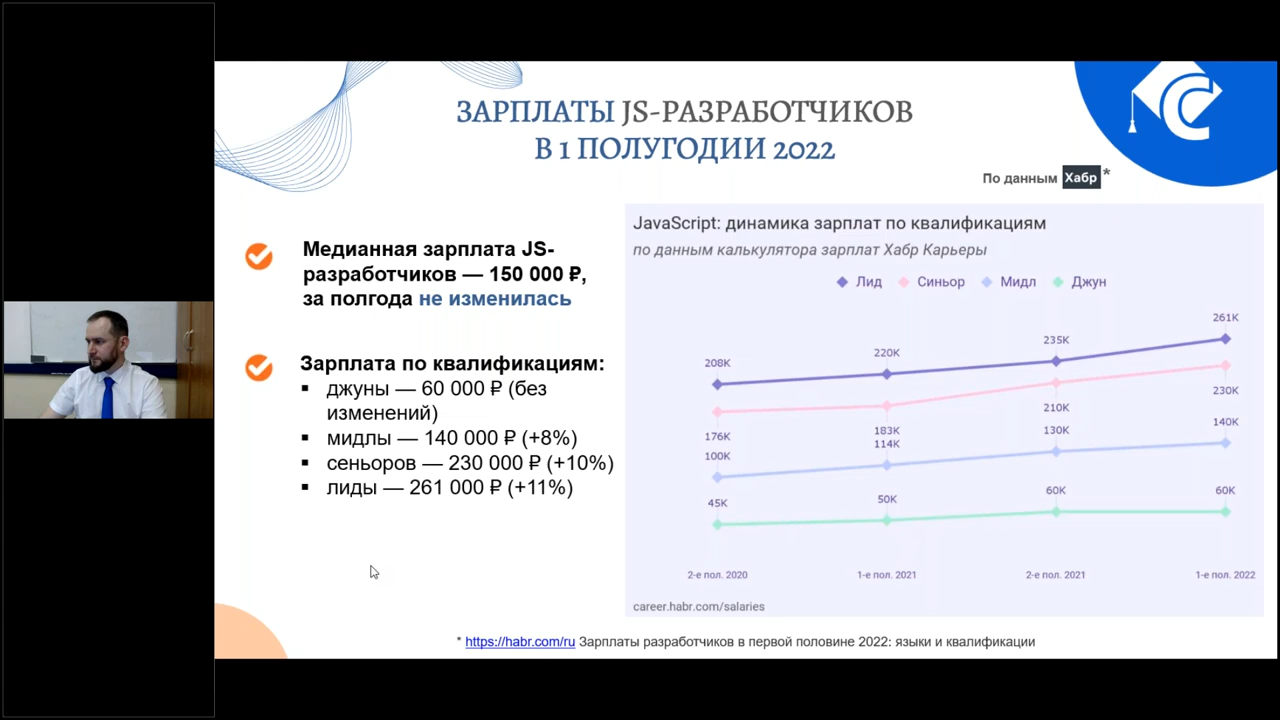 ЗАРПЛАТЫ JS-РАЗРАБОТЧИКОВ
В 1 ПОЛУГОДИИ 2022
По данным Хабр *
Медианная зарплата JS-
разработчиков — 150 000 ₽,
за полгода не изменилась
Зарплата по квалификациям:
джуны — 60 000 ₽ (без
изменений)
мидлы — 140 000 ₽ (+8%)
сеньоров — 230 000 ₽ (+10%)
лиды — 261 000 ₽ (+11%)
JavaScript: динамика зарплат по квалификациям
по данным калькулятора зарплат Хабр Карьеры
Лид Синьор Мидл Джун
208K 220K 235K 261K
176K 183K 210K 230K
100K 114K 130K 140K
45K 50K 60K 60K
2-е пол. 2020 1-е пол. 2021 2-е пол. 2021 1-е пол. 2022
career.habr.com/salaries
* https://habr.com/ru Зарплаты разработчиков в первой половине 2022: языки и квалификации